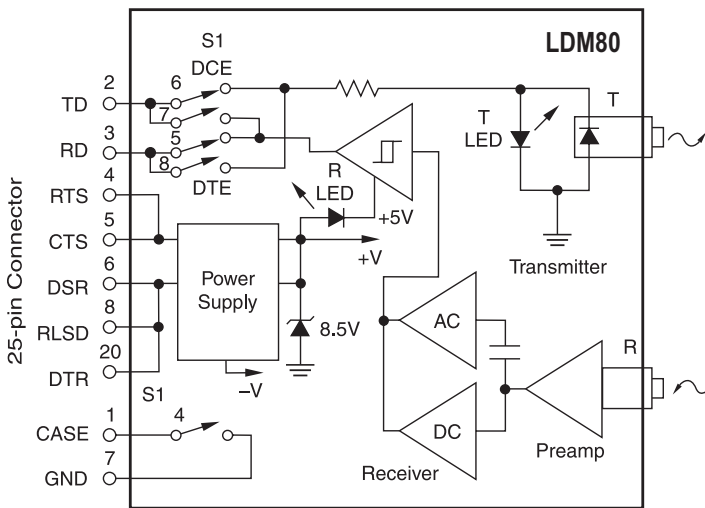 S1
LDM80
DCE
2
6
TD
7
T
3
5
T
LED
RD
8
4
DTE
R
LED
RTS
+5V
5
CTS
+V
Transmitter
6
DSR
Power
Supply
8
8.5V
AC
RLSD
20
R
DTR
S1
–V
1
4
DC
CASE
Preamp
7
Receiver
GND
25-pin Connector